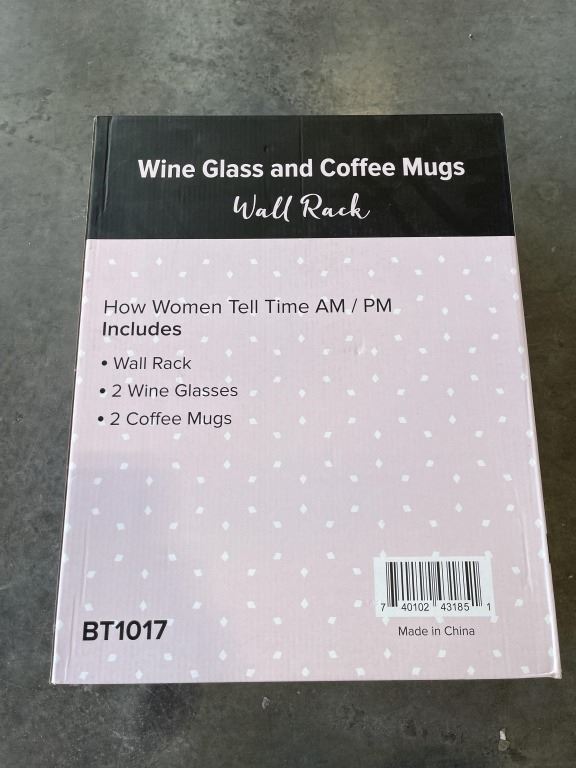 Wine Glass and Coffee Mugs
Wall Rack
How Women Tell Time AM / PM
Includes
• Wall Rack
• 2 Wine Glasses
• 2 Coffee Mugs
7 40102 43185 1
BT1017
Made in China